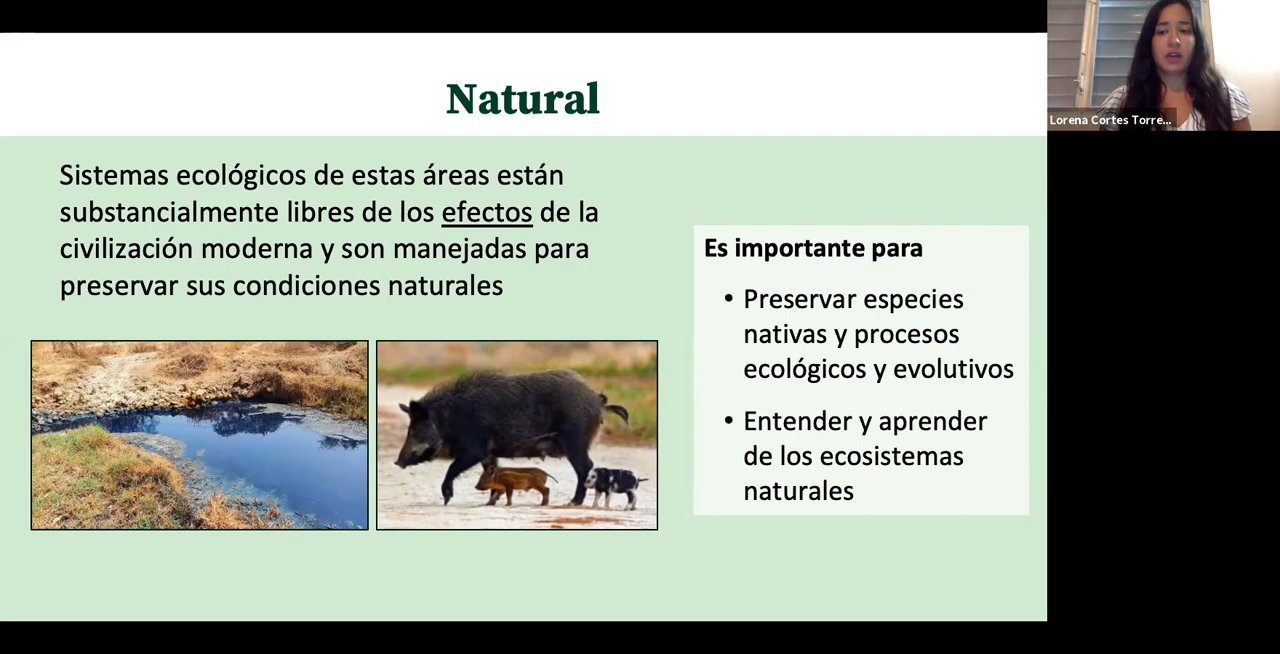 Natural
Sistemas ecológicos de estas áreas están
substancialmente libres de los efectos de la
civilización moderna y son manejadas para
preservar sus condiciones naturales
Es importante para
• Preservar especies
nativas y procesos
ecológicos y evolutivos
• Entender y aprender
de los ecosistemas
naturales
Lorena Cortes Torre...